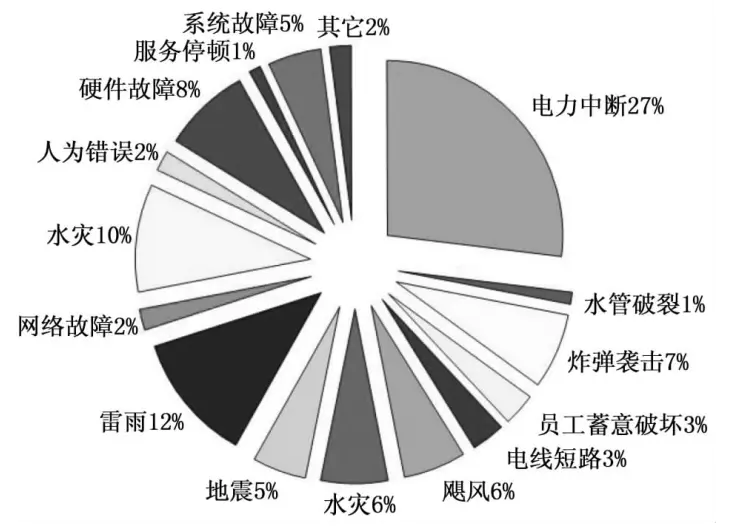 系统故障5%
其它2%
服务停顿1%
硬件故障8%
电力中断27%
人为错误2%
水灾10%
水管破裂1%
网络故障2%
炸弹袭击7%
雷雨12%
员工蓄意破坏3%
电线短路3%
地震5%
水灾6%
飓风6%